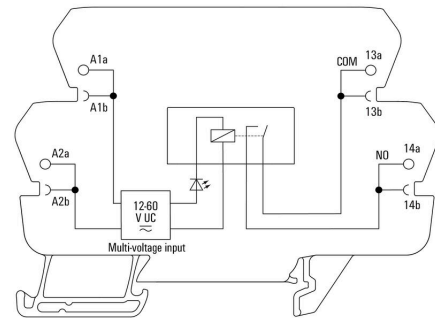 A1a
COM 13a
A1b
13b
A2a
NO 14a
A2b
14b
12-60
V UC
Multi-voltage input